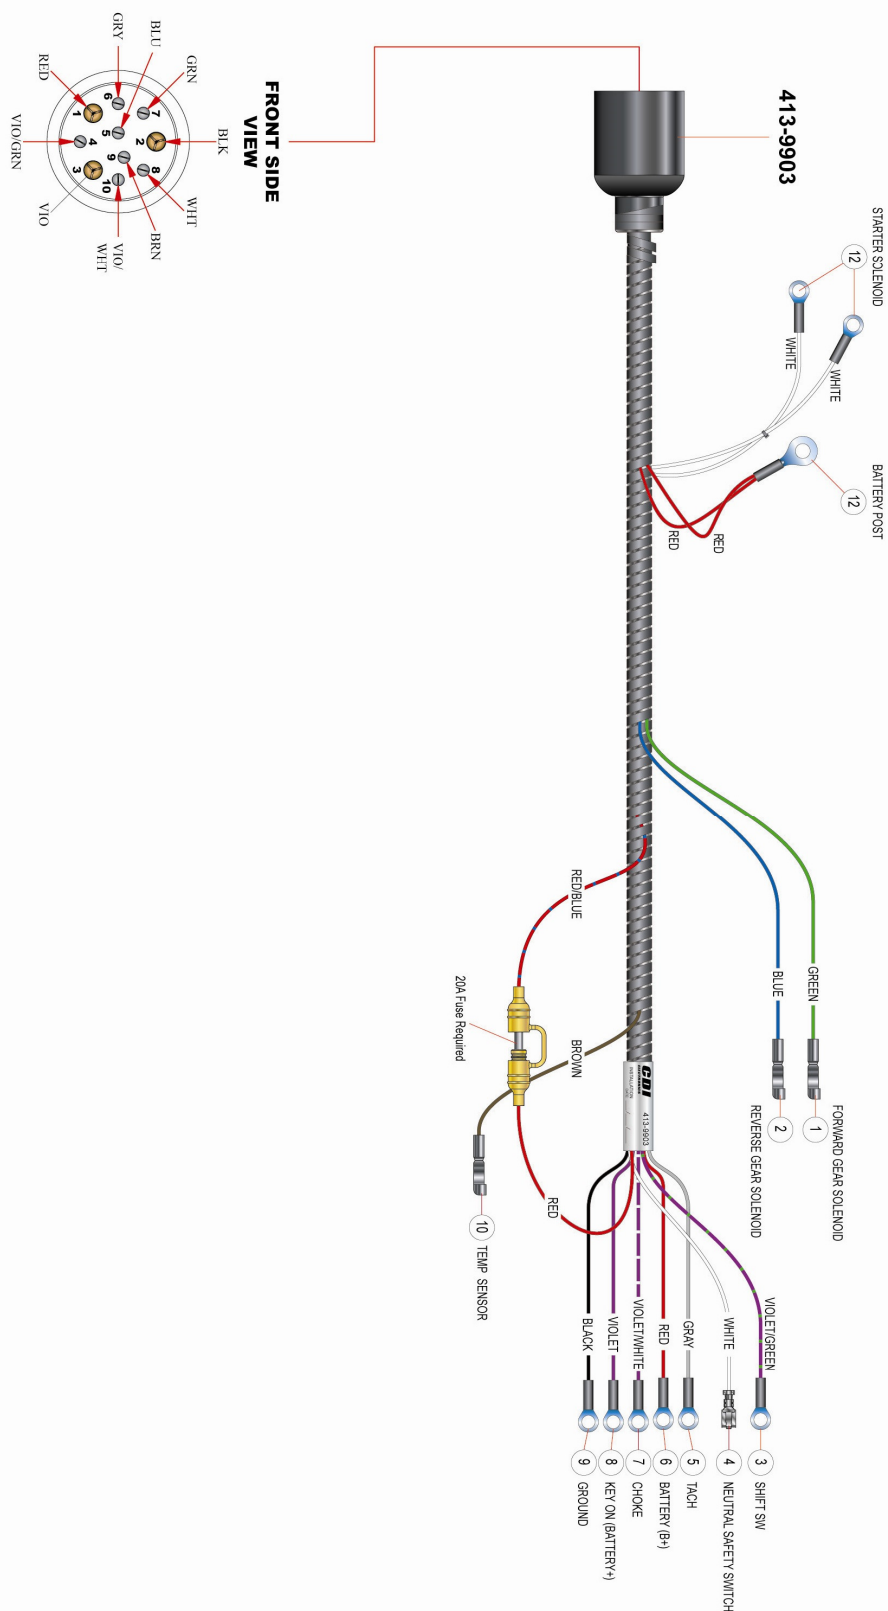 413-9903
FRONT SIDE
VIEW
GRY
BLU
RED
GRN
BLK
VIO/GRN
VIO
VIO/
WHT
BRN
WHT
6
7
1
5
2
4
9
3
10
8
STARTER SOLENOID
12
12
WHITE
WHITE
BATTERY POST
RED
RED
GREEN
BLUE
1
FORWARD GEAR SOLENOID
2
REVERSE GEAR SOLENOID
RED/BLUE
20A Fuse Required
BROWN
RED
10
TEMP SENSOR
CDI
ELECTRONICS
413-9903
INSTALLATION
DATE
VIOLET/GREEN
3
SHIFT SW
WHITE
4
NEUTRAL SAFETY SWITCH
GRAY
5
TACH
RED
6
BATTERY (B+)
VIOLET/WHITE
7
CHOKE
VIOLET
8
KEY ON (BATTERY+)
BLACK
9
GROUND